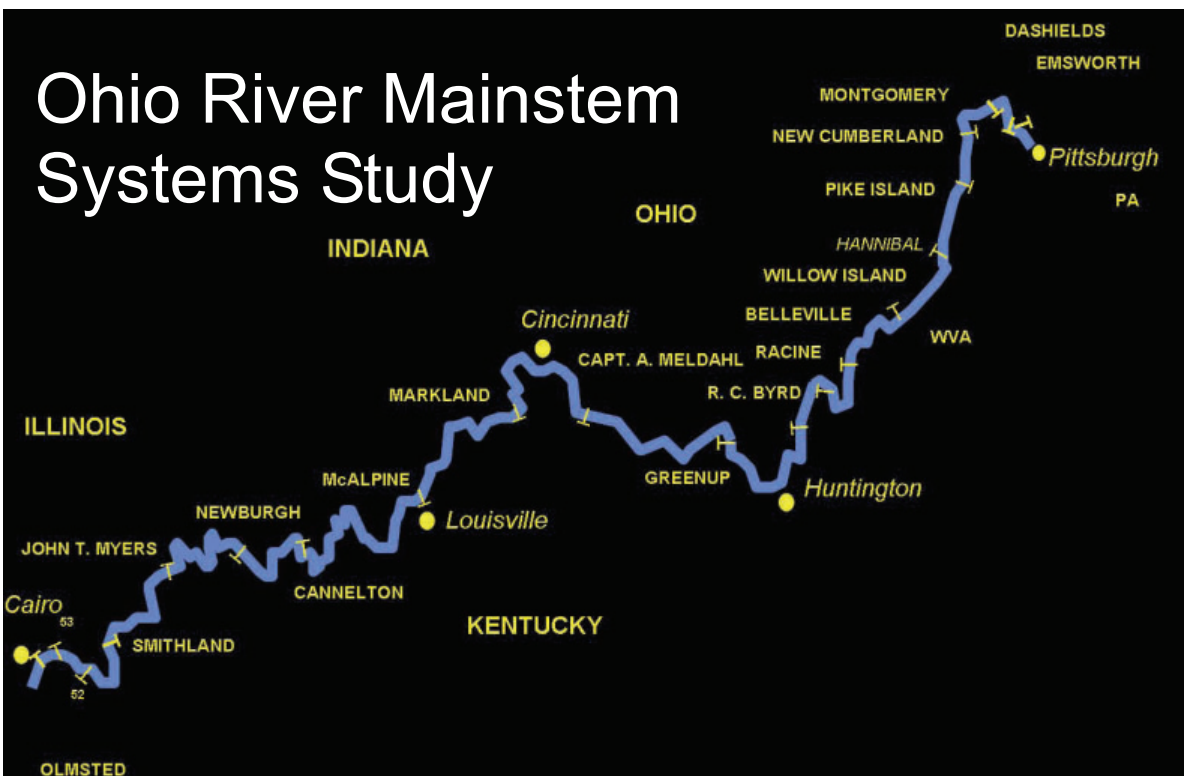 DASHIELDS
EMSWORTH
Ohio River Mainstem
Systems Study
MONTGOMERY
NEW CUMBERLAND
Pittsburgh
PIKE ISLAND
PA
OHIO
INDIANA
HANNIBAL
WILLOW ISLAND
BELLEVILLE
Cincinnati
WVA
CAPT. A. MELDAHL
RACINE
MARKLAND
R. C. BYRD
ILLINOIS
McALPINE
GREENUP
Huntington
NEWBURGH
Louisville
JOHN T. MYERS
CANNELTON
Cairo
53
KENTUCKY
SMITHLAND
52
OLMSTED